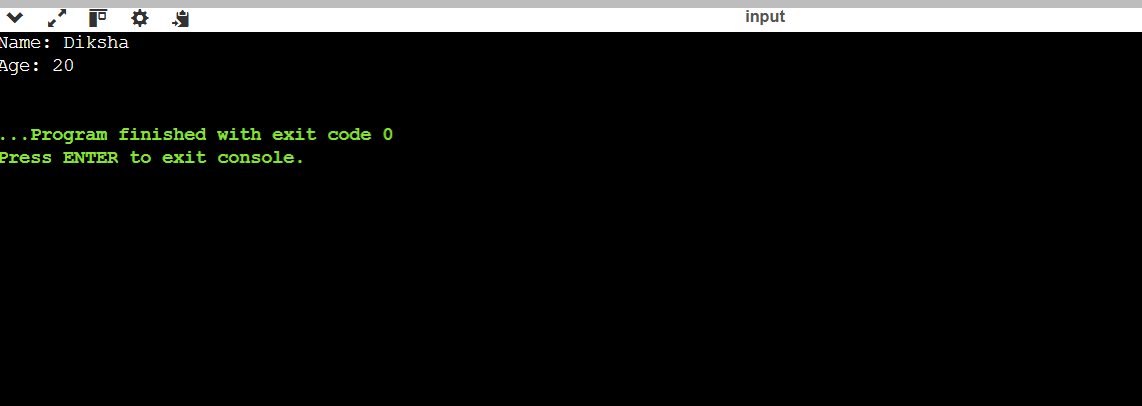 input
Name: Diksha
Age: 20
...Program finished with exit code 0
Press ENTER to exit console.